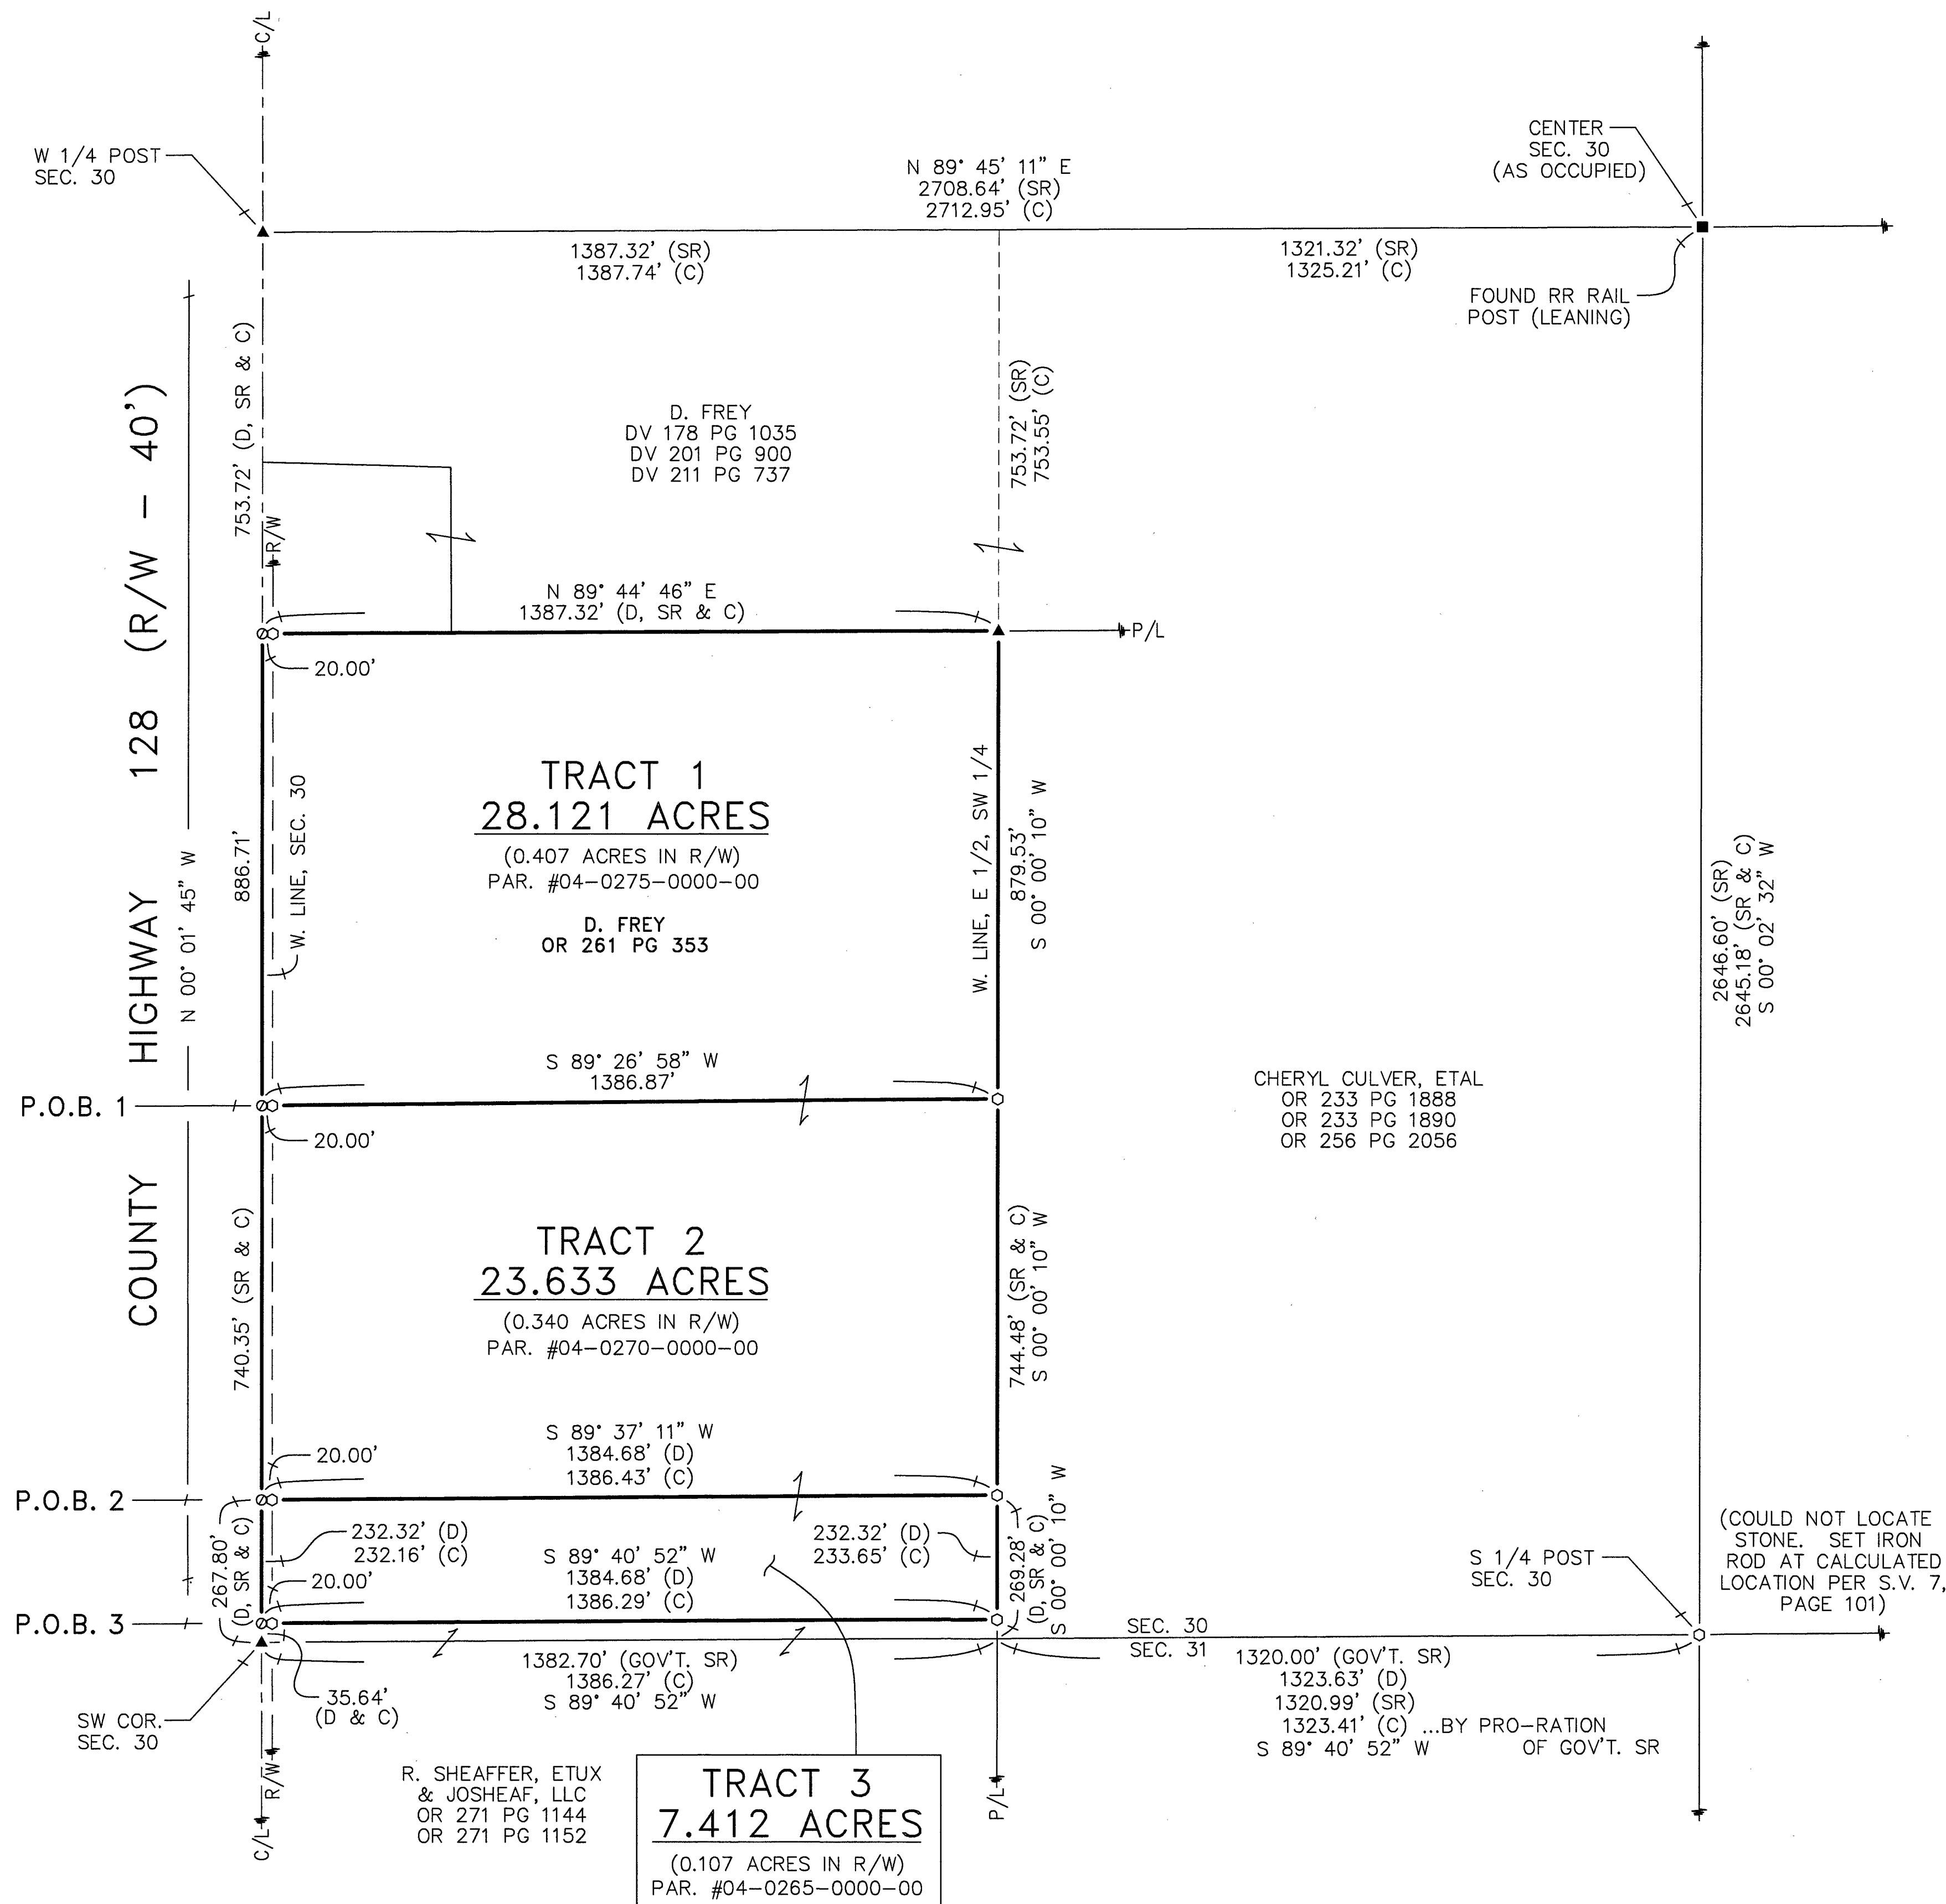 C/L
W 1/4 POST
SEC. 30
N 89° 45' 11" E
2708.64' (SR)
2712.95' (C)
CENTER
SEC. 30
(AS OCCUPIED)
1387.32' (SR)
1387.74' (C)
1321.32' (SR)
1325.21' (C)
FOUND RR RAIL
POST (LEANING)
753.72' (D, SR & C)
R/W
D. FREY
DV 178 PG 1035
DV 201 PG 900
DV 211 PG 737
753.72' (SR)
753.55' (C)
COUNTY HIGHWAY 128 (R/W - 40')
N 00° 01' 45" W
N 89° 44' 46" E
1387.32' (D, SR & C)
P/L
20.00'
TRACT 1
28.121 ACRES
(0.407 ACRES IN R/W)
PAR. #04-0275-0000-00
D. FREY
OR 261 PG 353
886.71'
W. LINE, SEC. 30
W. LINE, E 1/2, SW 1/4
879.53'
S 00° 00' 10" W
2646.60' (SR)
2645.18' (SR & C)
S 00° 02' 32" W
S 89° 26' 58" W
1386.87'
P.O.B. 1
20.00'
CHERYL CULVER, ETAL
OR 233 PG 1888
OR 233 PG 1890
OR 256 PG 2056
TRACT 2
23.633 ACRES
(0.340 ACRES IN R/W)
PAR. #04-0270-0000-00
740.35' (SR & C)
744.48' (SR & C)
S 00° 00' 10" W
S 89° 37' 11" W
1384.68' (D)
1386.43' (C)
20.00'
P.O.B. 2
267.80'
(D, SR & C)
232.32' (D)
232.16' (C)
232.32' (D)
233.65' (C)
S 89° 40' 52" W
1384.68' (D)
1386.29' (C)
20.00'
269.28'
(D, SR & C)
S 00° 00' 10" W
P.O.B. 3
S 1/4 POST
SEC. 30
(COULD NOT LOCATE
STONE. SET IRON
ROD AT CALCULATED
LOCATION PER S.V. 7,
PAGE 101)
SEC. 30
SEC. 31
1382.70' (GOV'T. SR)
1386.27' (C)
S 89° 40' 52" W
1320.00' (GOV'T. SR)
1323.63' (D)
1320.99' (SR)
1323.41' (C) ...BY PRO-RATION
S 89° 40' 52" W OF GOV'T. SR
35.64'
(D & C)
SW COR.
SEC. 30
C/L
R/W
P/L
R. SHEAFFER, ETUX
& JOSHEAF, LLC
OR 271 PG 1144
OR 271 PG 1152
TRACT 3
7.412 ACRES
(0.107 ACRES IN R/W)
PAR. #04-0265-0000-00